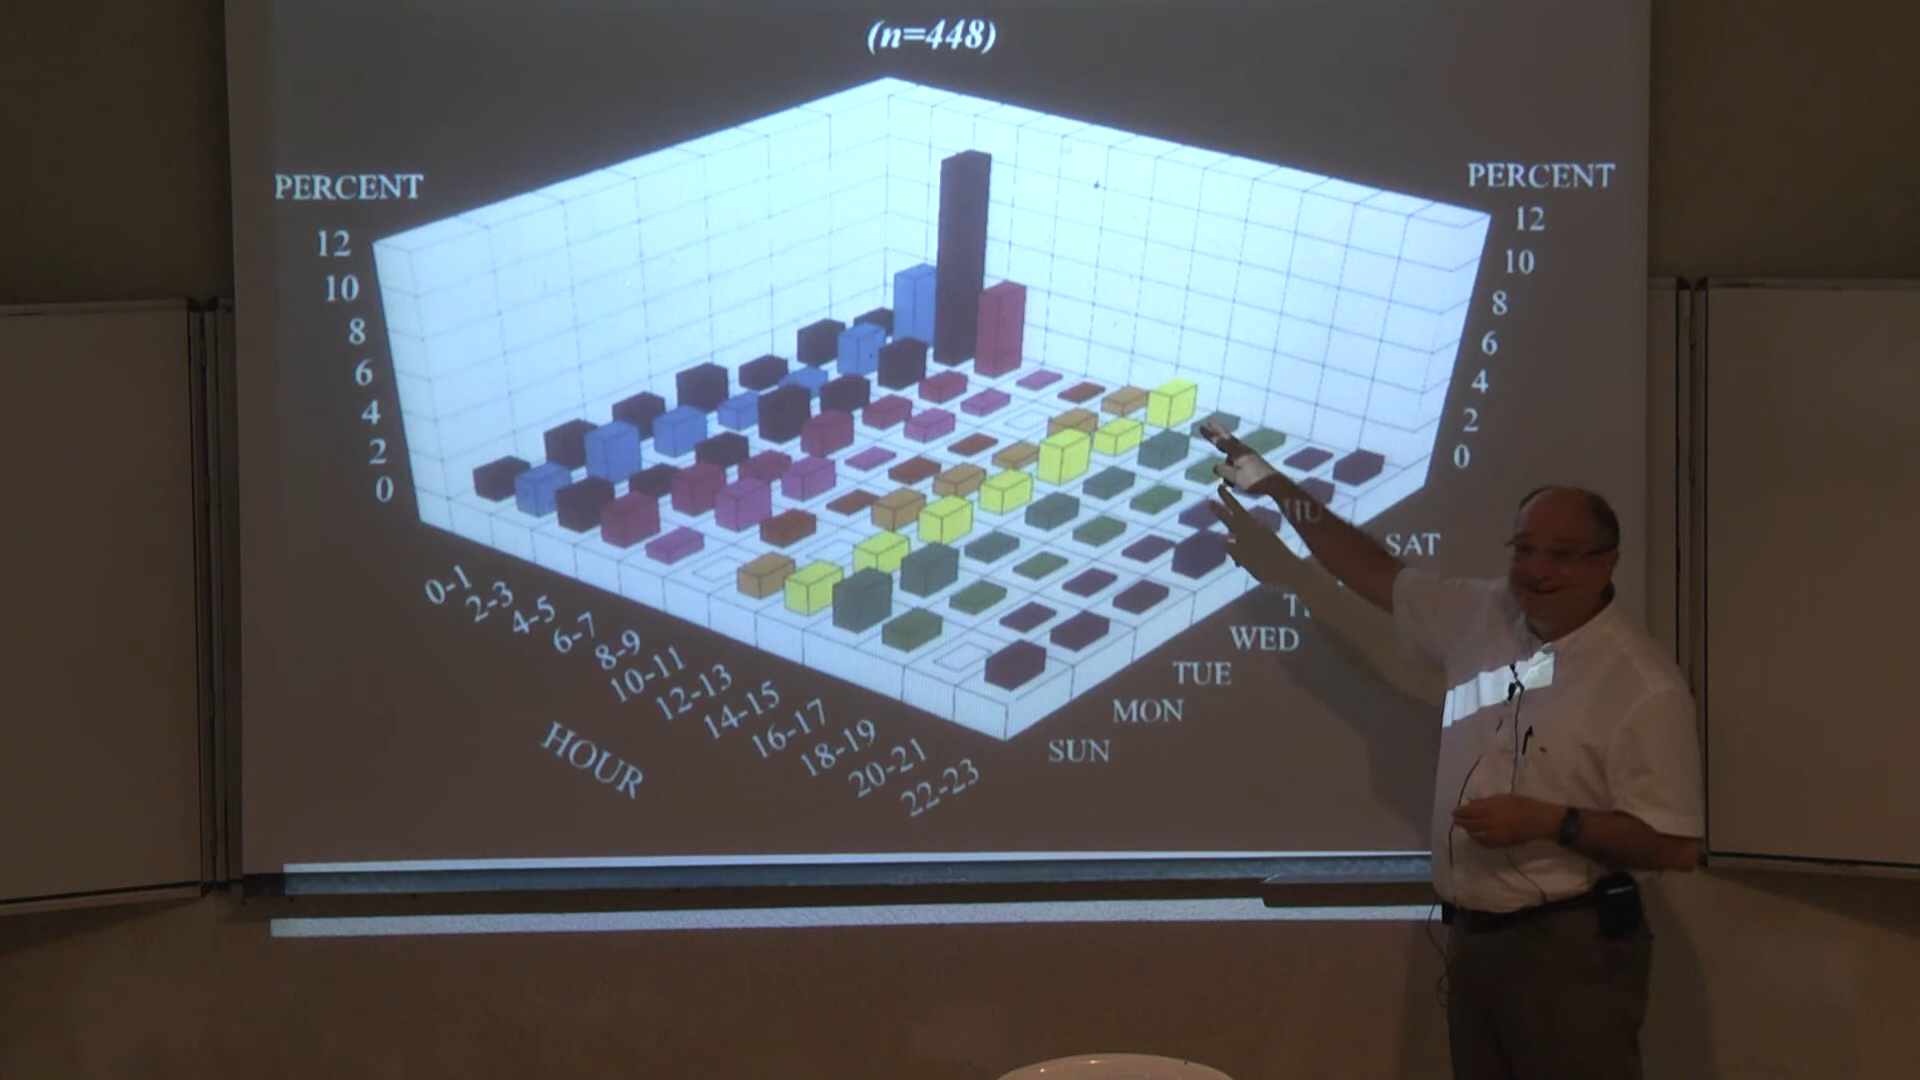 (n=448)
PERCENT
12
10
8
6
4
2
0
PERCENT
12
10
8
6
4
2
0
0-1
2-3
4-5
6-7
8-9
10-11
12-13
14-15
16-17
18-19
20-21
22-23
HOUR
SUN
MON
TUE
WED
SAT